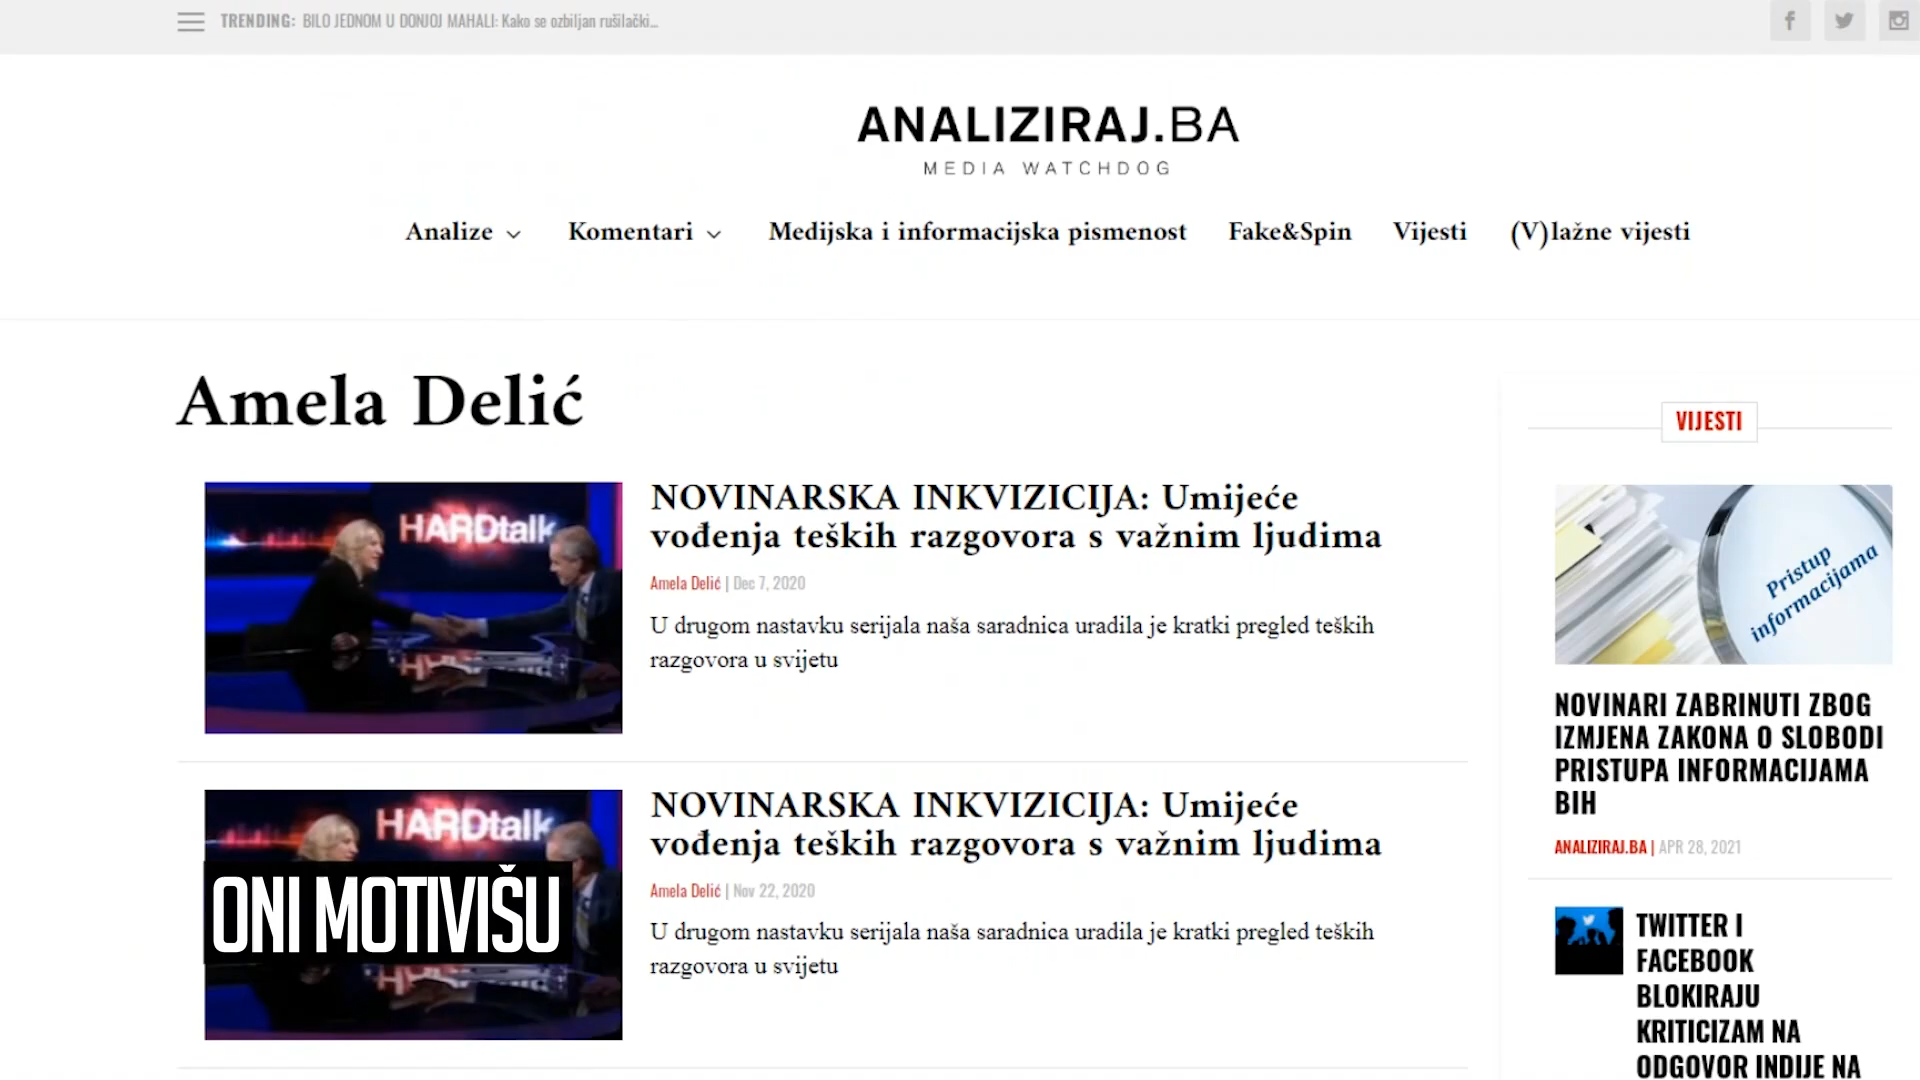 TRENDING: BILO JEDNOM U DONJOJ MAHALI: Kako se ozbiljan rušilački...
ANALIZIRAJ.BA
MEDIA WATCHDOG
Analize Komentari Medijska i informacijska pismenost Fake&Spin Vijesti (V)lažne vijesti
Amela Delić
HARDtalk
NOVINARSKA INKVIZICIJA: Umijeće
vođenja teških razgovora s važnim ljudima
Amela Delić | Dec 7, 2020
U drugom nastavku serijala naša saradnica uradila je kratki pregled teških
razgovora u svijetu
HARDtalk
ONI MOTIVIŠU
NOVINARSKA INKVIZICIJA: Umijeće
vođenja teških razgovora s važnim ljudima
Amela Delić | Nov 22, 2020
U drugom nastavku serijala naša saradnica uradila je kratki pregled teških
razgovora u svijetu
VIJESTI
Pristup
informacijama
NOVINARI ZABRINUTI ZBOG
IZMJENA ZAKONA O SLOBODI
PRISTUPA INFORMACIJAMA
BIH
ANALIZIRAJ.BA | APR 28, 2021
TWITTER I
FACEBOOK
BLOKIRAJU
KRITICIZAM NA
ODGOVOR INDIJE NA